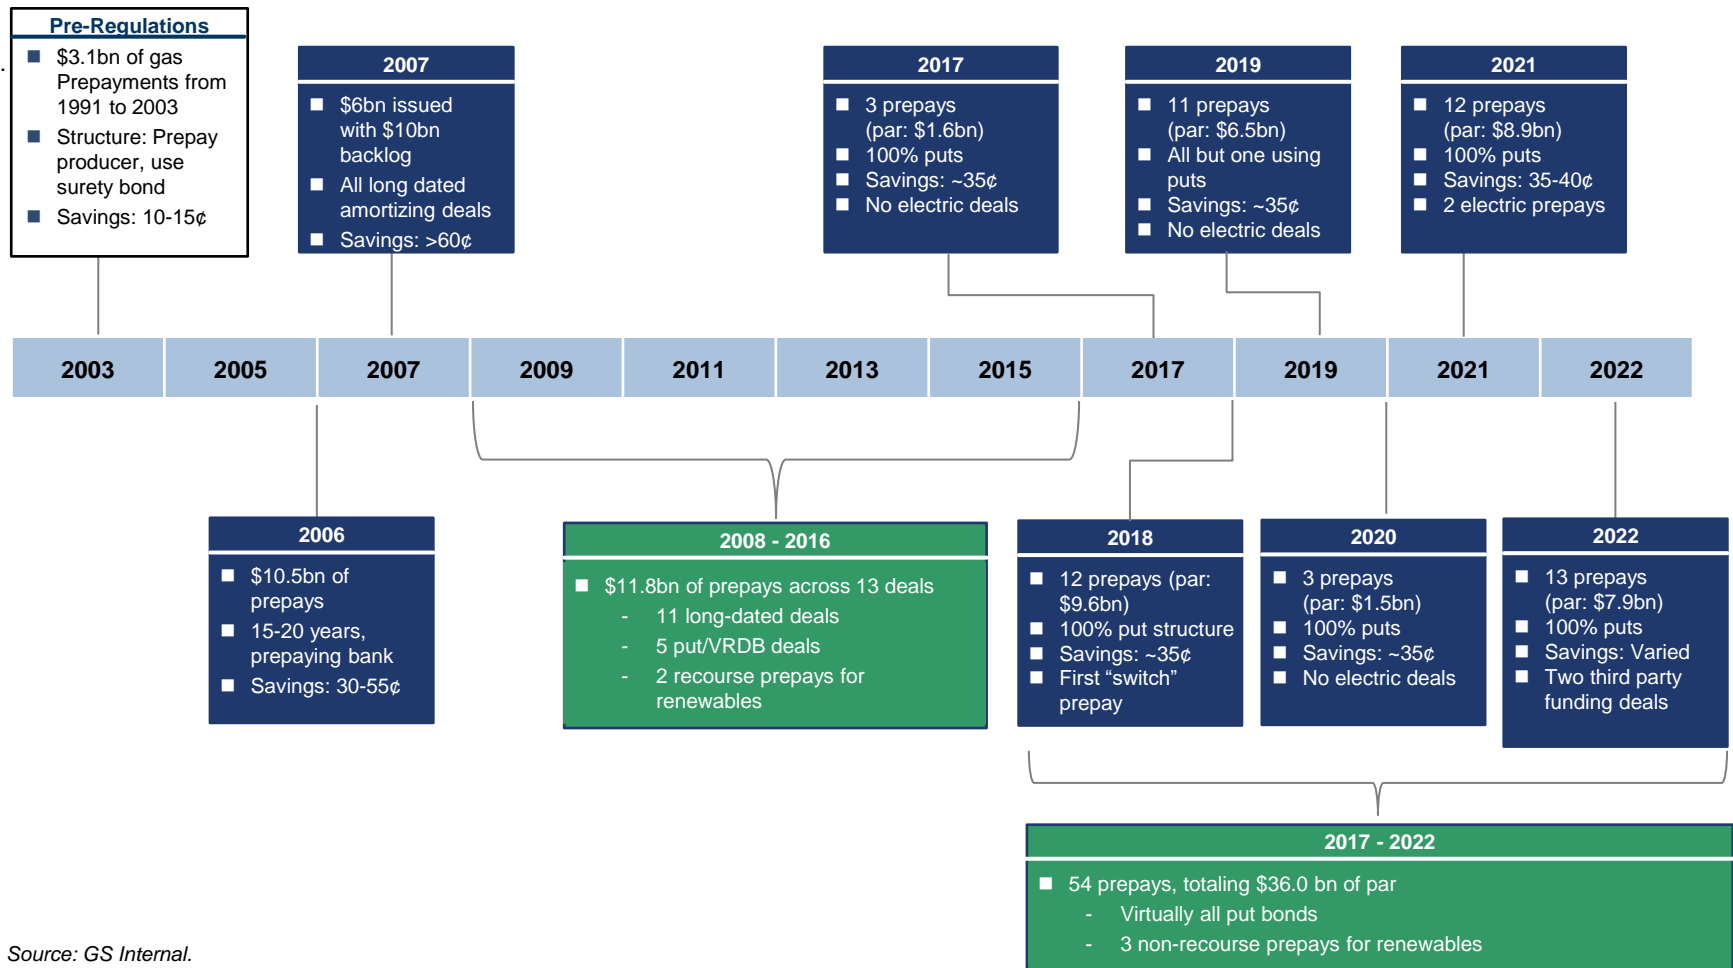 Pre-Regulations
.
$3.1bn of gas
Prepayments from
1991 to 2003
Structure: Prepay
producer, use
surety bond
Savings: 10-15¢
2007
$6bn issued
with $10bn
backlog
All long dated
amortizing deals
Savings: >60¢
2017
3 prepays
(par: $1.6bn)
100% puts
Savings: ~35¢
No electric deals
2019
11 prepays
(par: $6.5bn)
All but one using
puts
Savings: ~35¢
No electric deals
2021
12 prepays
(par: $8.9bn)
100% puts
Savings: 35-40¢
2 electric prepays
2003 2005 2007 2009 2011 2013 2015 2017 2019 2021 2022
2006
$10.5bn of
prepays
15-20 years,
prepaying bank
Savings: 30-55¢
2008 - 2016
$11.8bn of prepays across 13 deals
- 11 long-dated deals
- 5 put/VRDB deals
- 2 recourse prepays for
renewables
2018
12 prepays (par:
$9.6bn)
100% put structure
Savings: ~35¢
First “switch”
prepay
2020
3 prepays
(par: $1.5bn)
100% puts
Savings: ~35¢
No electric deals
2022
13 prepays
(par: $7.9bn)
100% puts
Savings: Varied
Two third party
funding deals
2017 - 2022
54 prepays, totaling $36.0 bn of par
- Virtually all put bonds
- 3 non-recourse prepays for renewables
Source: GS Internal.